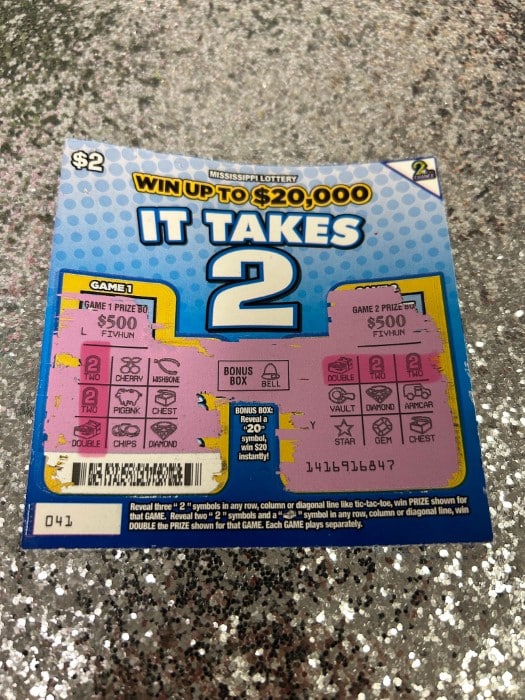 $2
MISSISSIPPI LOTTERY
WIN UP TO $20,000
IT TAKES
2
GAME 1
GAME 1 PRIZE BO
$500
FIVHUN
L
2 2
TWO CHERRY WISHBONE
2
TWO PIGBNK CHEST
DOUBLE CHIPS DIAMOND
BONUS BOX
BELL
BONUS BOX:
Reveal a
"20"
symbol,
win $20
instantly!
GAME 2 PRIZE BO
$500
FIVHUN
2 2
DOUBLE TWO TWO
VAULT DIAMOND ARMCAR
STAR GEM CHEST
Y
1416916847
041
Reveal three "2" symbols in any row, column or diagonal line like tic-tac-toe, win PRIZE shown for
that GAME. Reveal two "2" symbols and a " " symbol in any row, column or diagonal line, win
DOUBLE the PRIZE shown for that GAME. Each GAME plays separately.